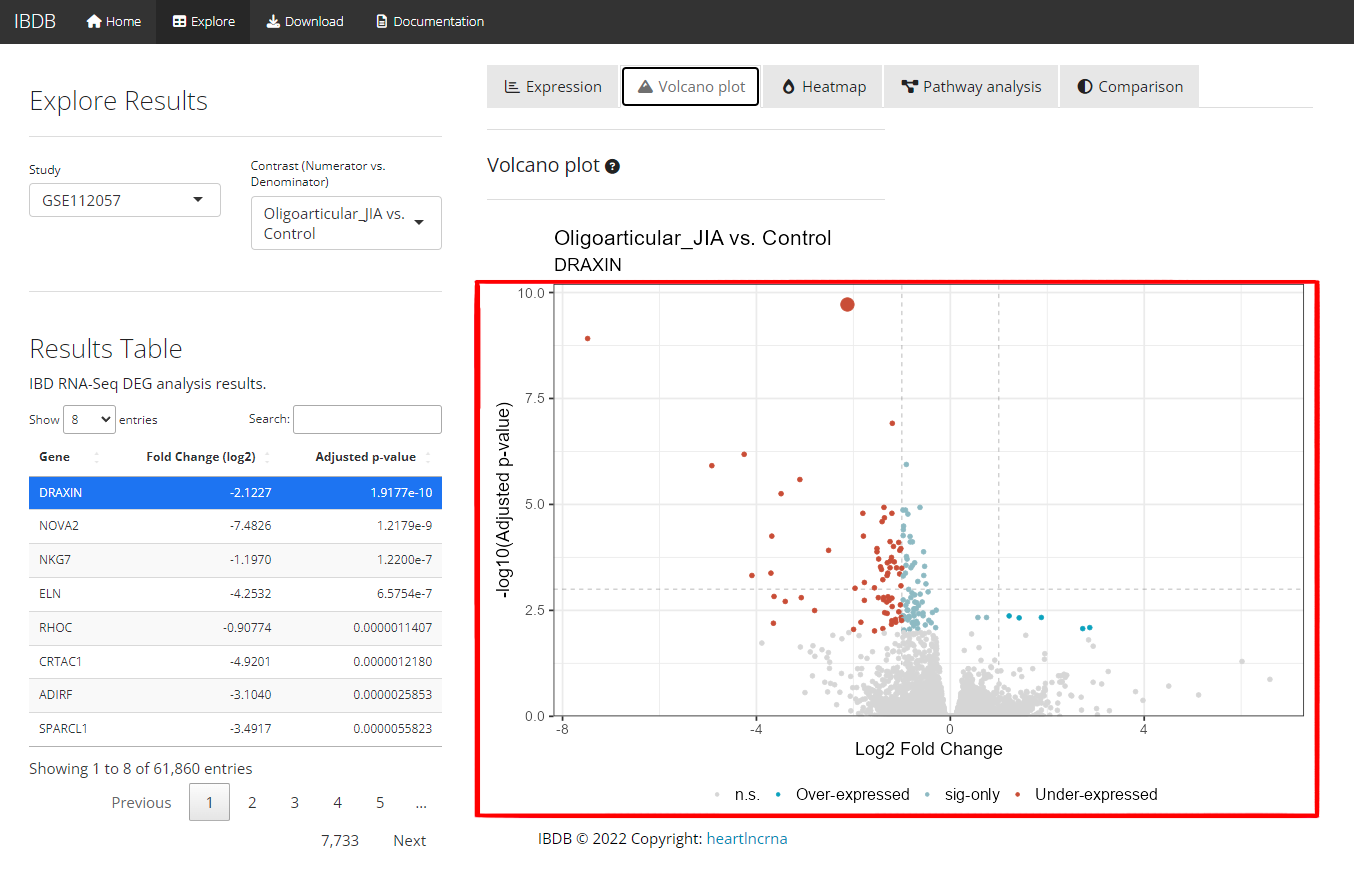 IBDB Home Explore Download Documentation
Explore Results
Study
GSE112057
Contrast (Numerator vs.
Denominator)
Oligoarticular_JIA vs.
Control
Results Table
IBD RNA-Seq DEG analysis results.
Show 8 entries Search:
Gene Fold Change (log2) Adjusted p-value
DRAXIN -2.1227 1.9177e-10
NOVA2 -7.4826 1.2179e-9
NKG7 -1.1970 1.2200e-7
ELN -4.2532 6.5754e-7
RHOC -0.90774 0.0000011407
CRTAC1 -4.9201 0.0000012180
ADIRF -3.1040 0.0000025853
SPARCL1 -3.4917 0.0000055823
Showing 1 to 8 of 61,860 entries
Previous 1 2 3 4 5 ...
7,733 Next
Expression Volcano plot Heatmap Pathway analysis Comparison
Volcano plot ?
Oligoarticular_JIA vs. Control
DRAXIN
-log10(Adjusted p-value)
10.0
7.5
5.0
2.5
0.0
-8 -4 0 4
Log2 Fold Change
n.s. Over-expressed sig-only Under-expressed
IBDB © 2022 Copyright: heartlncrna